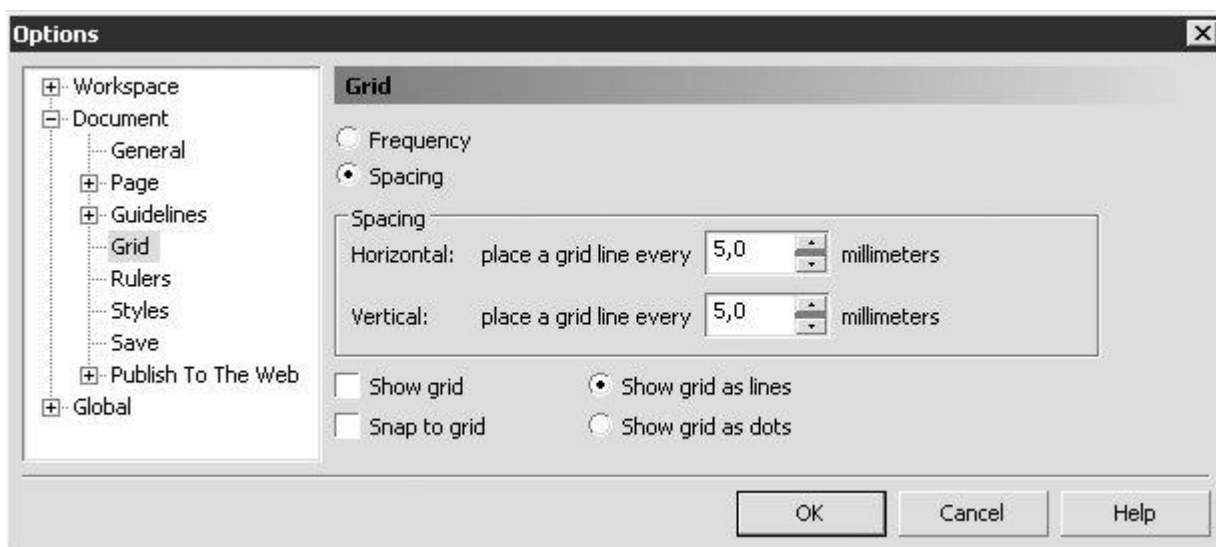 Options
Workspace
Document
General
Page
Guidelines
Grid
Rulers
Styles
Save
Publish To The Web
Global
Grid
Frequency
Spacing
Spacing
Horizontal: place a grid line every 5,0 millimeters
Vertical: place a grid line every 5,0 millimeters
Show grid Show grid as lines
Snap to grid Show grid as dots
OK Cancel Help